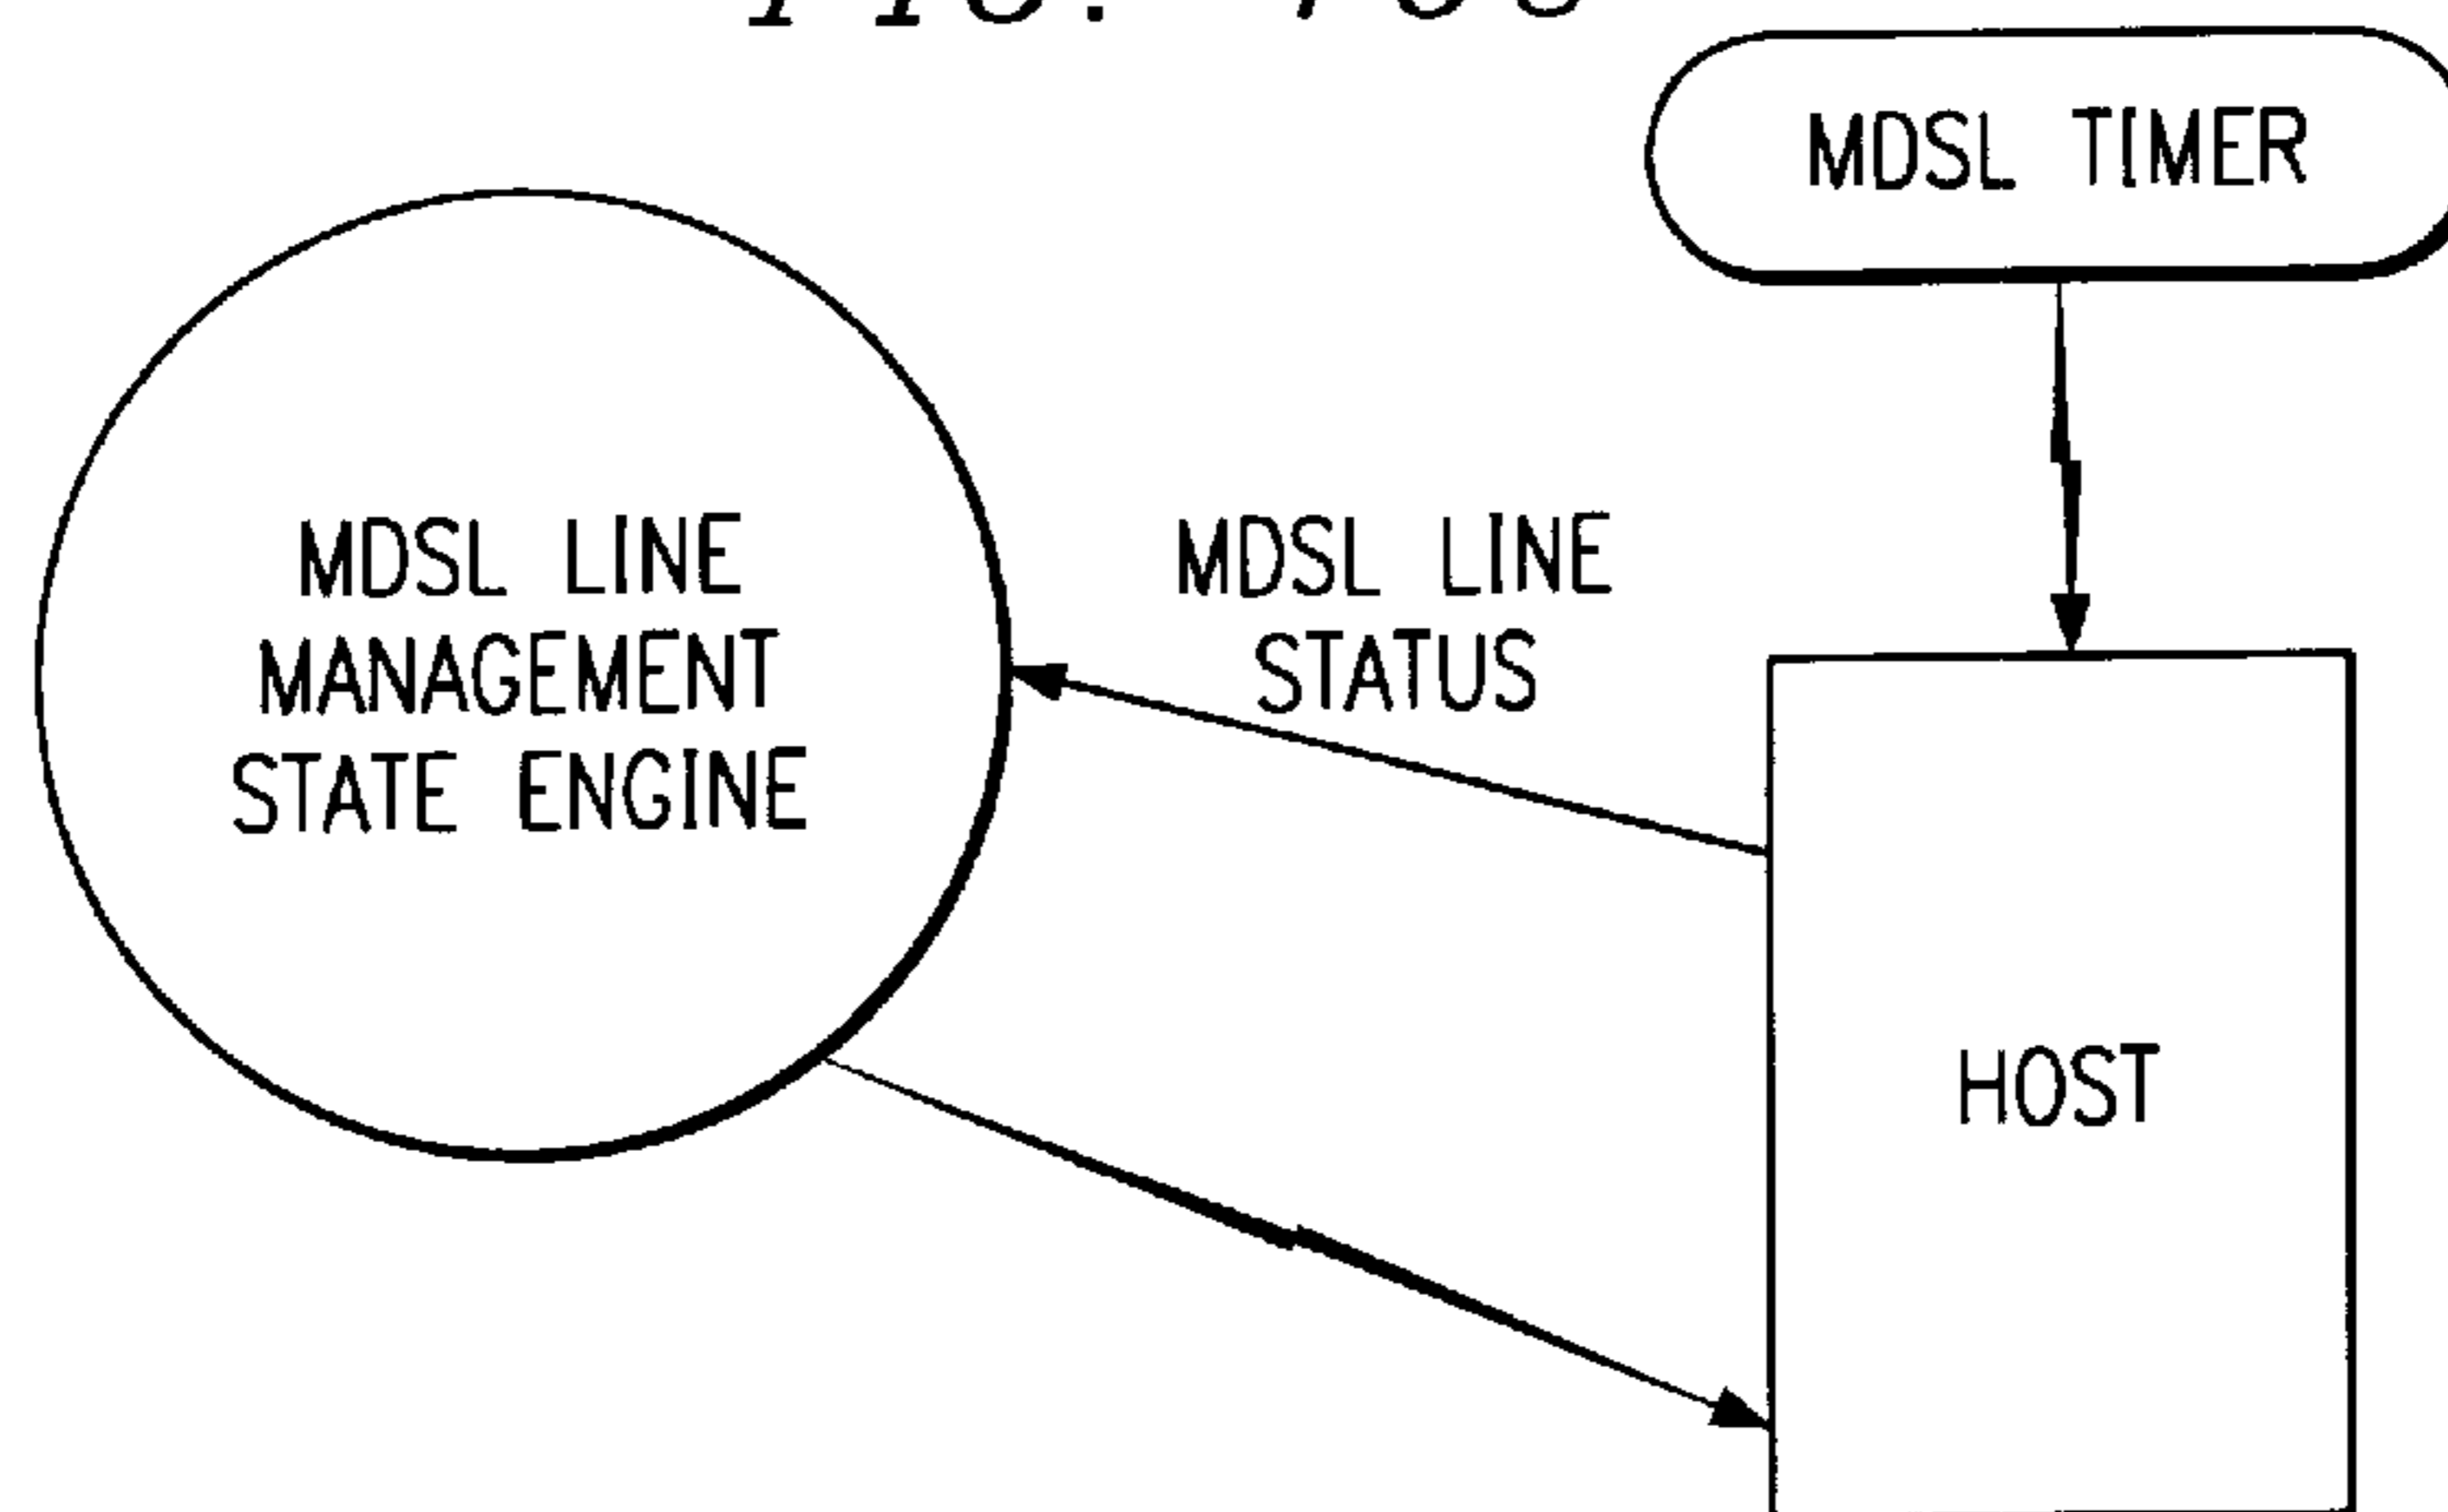 MDSL TIMER
MDSL LINE
MANAGEMENT
STATE ENGINE
MDSL LINE
STATUS
HOST